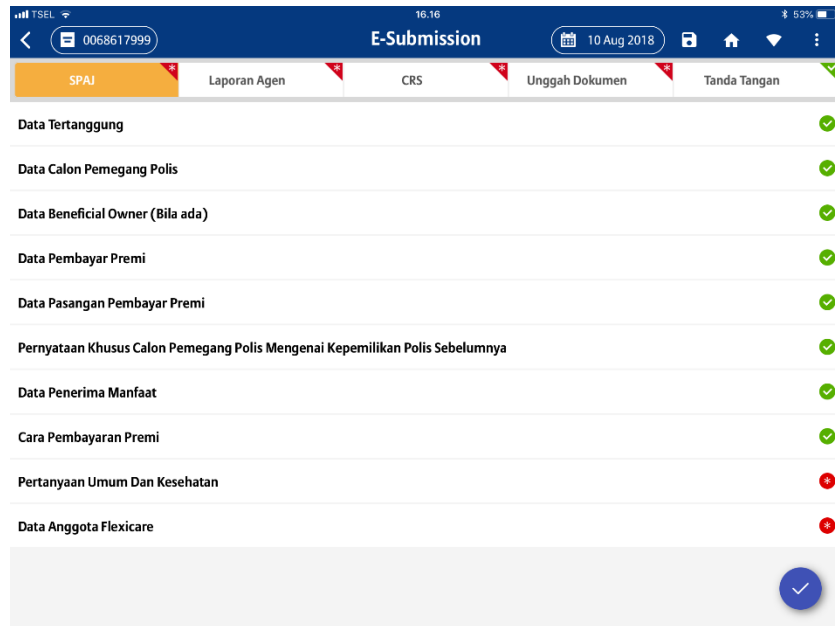 TSEL 16.16 53%
0068617999 E-Submission 10 Aug 2018
SPAJ * Laporan Agen * CRS * Unggah Dokumen * Tanda Tangan
Data Tertanggung
Data Calon Pemegang Polis
Data Beneficial Owner (Bila ada)
Data Pembayar Premi
Data Pasangan Pembayar Premi
Pernyataan Khusus Calon Pemegang Polis Mengenai Kepemilikan Polis Sebelumnya
Data Penerima Manfaat
Cara Pembayaran Premi
Pertanyaan Umum Dan Kesehatan *
Data Anggota Flexicare *